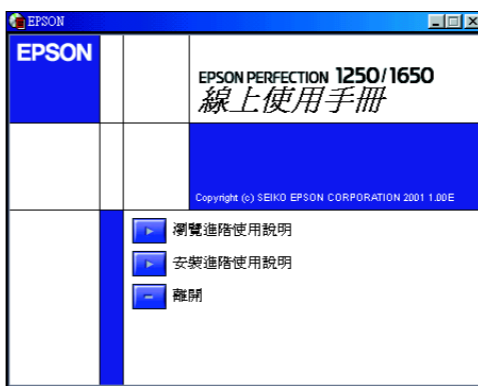 EPSON
EPSON
EPSON PERFECTION 1250/1650
線上使用手冊
Copyright (c) SEIKO EPSON CORPORATION 2001 1.00E
瀏覽進階使用說明
安裝進階使用說明
離開